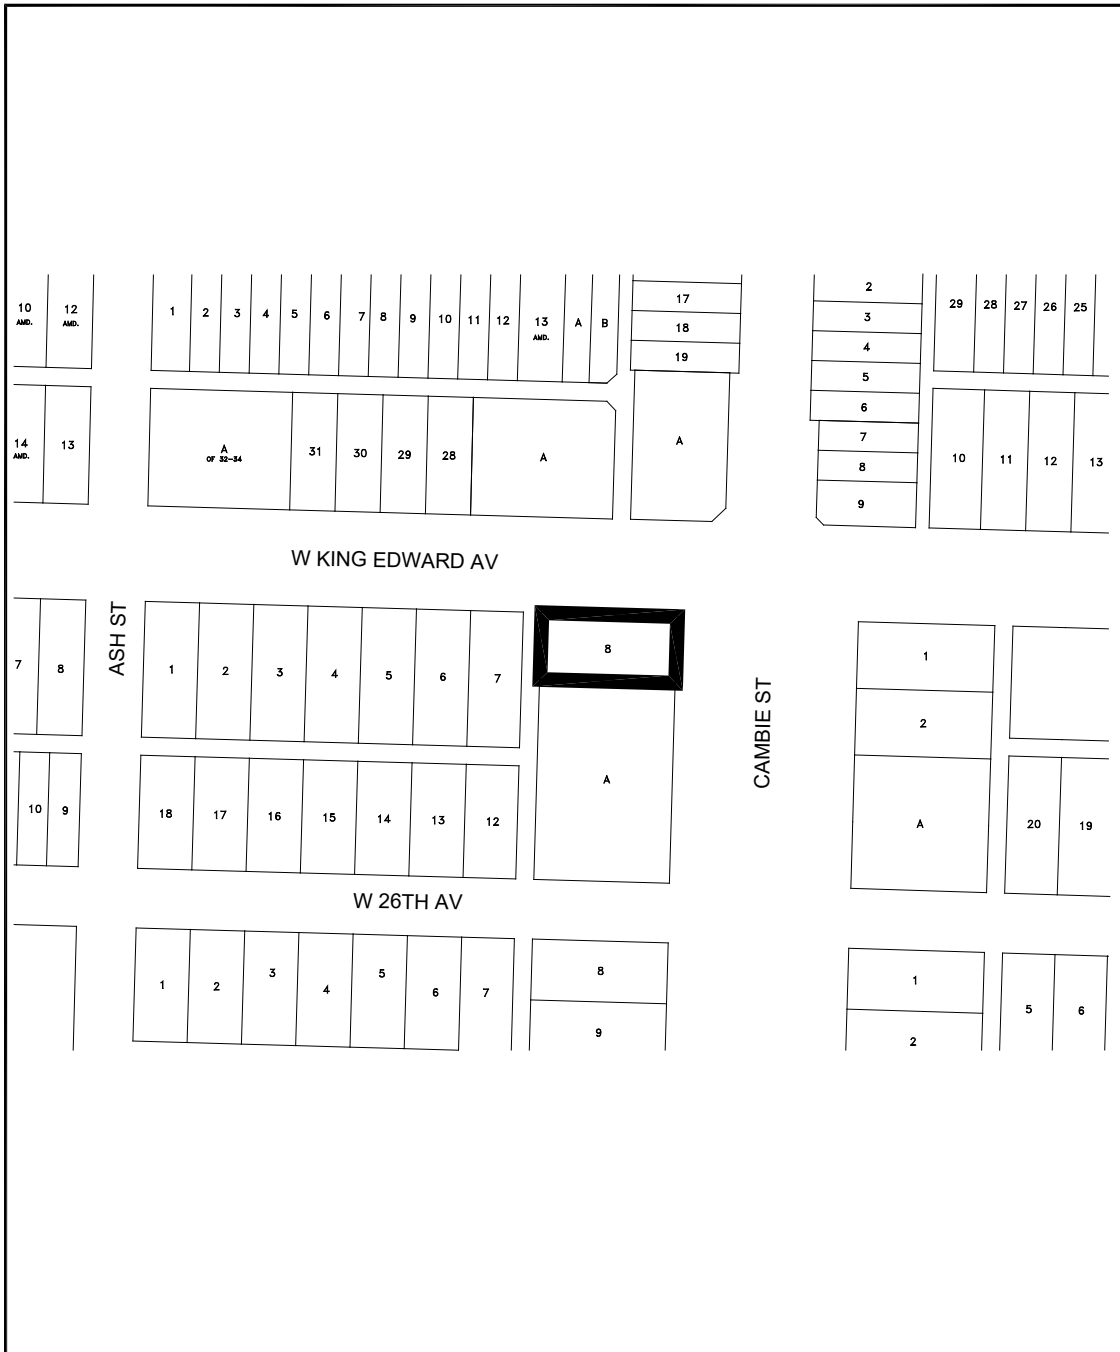 10 AMD.
12 AMD.
1 2 3 4 5 6 7 8 9 10 11 12 13 AMD. A B
17
18
19
2
3
4
5
6
7
8
9
29 28 27 26 25
14 AMD.
13
A OF 32-34
31 30 29 28 A
A
10 11 12 13
W KING EDWARD AV
ASH ST
7 8
1 2 3 4 5 6 7
8
A
CAMBIE ST
1
2
A
10 9
18 17 16 15 14 13 12
20 19
W 26TH AV
1 2 3 4 5 6 7
8
9
1
2
5 6